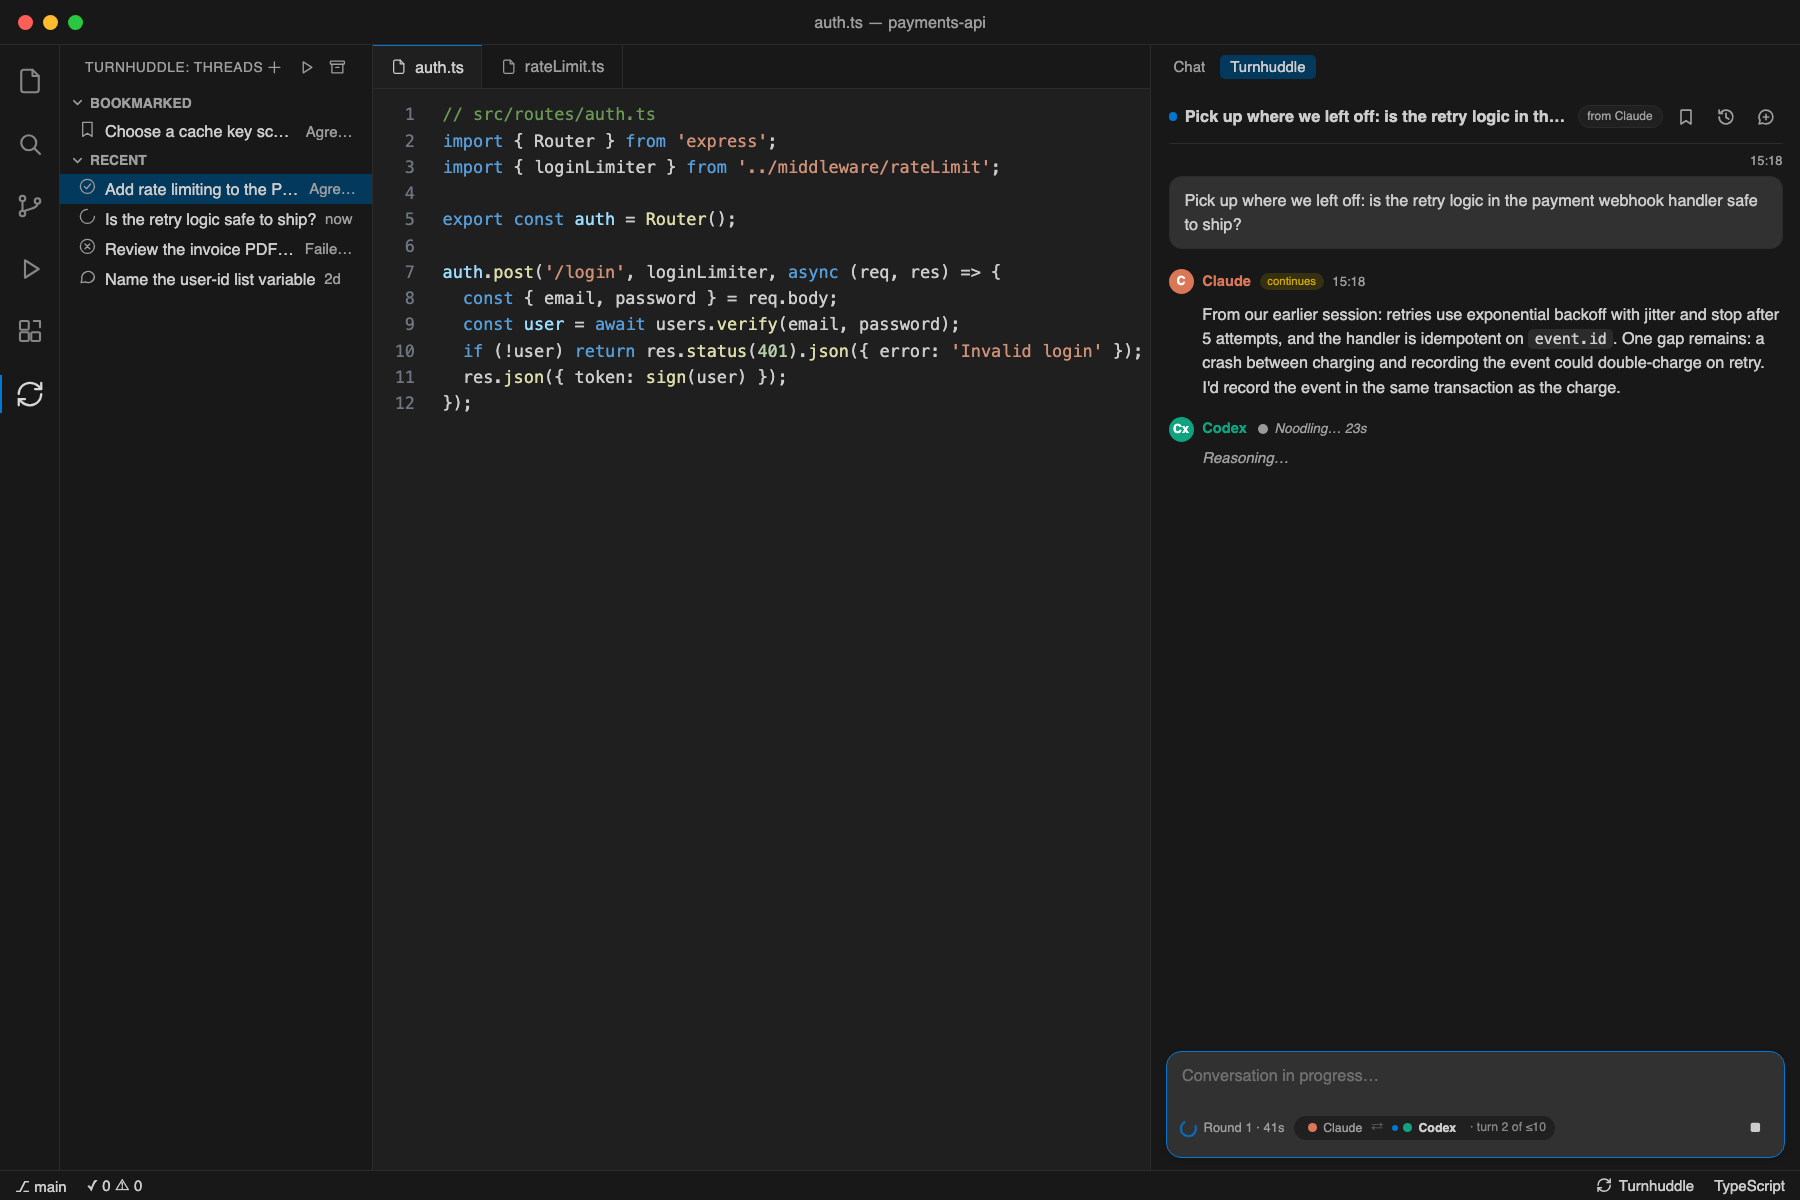 auth.ts — payments-api
TURNHUDDLE: THREADS
BOOKMARKED
Choose a cache key sc... Agre...
RECENT
Add rate limiting to the P... Agre...
Is the retry logic safe to ship? now
Review the invoice PDF... Faile...
Name the user-id list variable 2d
auth.ts
rateLimit.ts
1 // src/routes/auth.ts
2 import { Router } from 'express';
3 import { loginLimiter } from '../middleware/rateLimit';
4
5 export const auth = Router();
6
7 auth.post('/login', loginLimiter, async (req, res) => {
8 const { email, password } = req.body;
9 const user = await users.verify(email, password);
10 if (!user) return res.status(401).json({ error: 'Invalid login' });
11 res.json({ token: sign(user) });
12 });
Chat Turnhuddle
Pick up where we left off: is the retry logic in th... from Claude
15:18
Pick up where we left off: is the retry logic in the payment webhook handler safe
to ship?
C Claude continues 15:18
From our earlier session: retries use exponential backoff with jitter and stop after
5 attempts, and the handler is idempotent on event.id. One gap remains: a
crash between charging and recording the event could double-charge on retry.
I'd record the event in the same transaction as the charge.
Cx Codex Noodling... 23s
Reasoning...
Conversation in progress...
Round 1 · 41s Claude ⇄ Codex · turn 2 of ≤10
main ✓ 0 ⚠ 0
Turnhuddle TypeScript